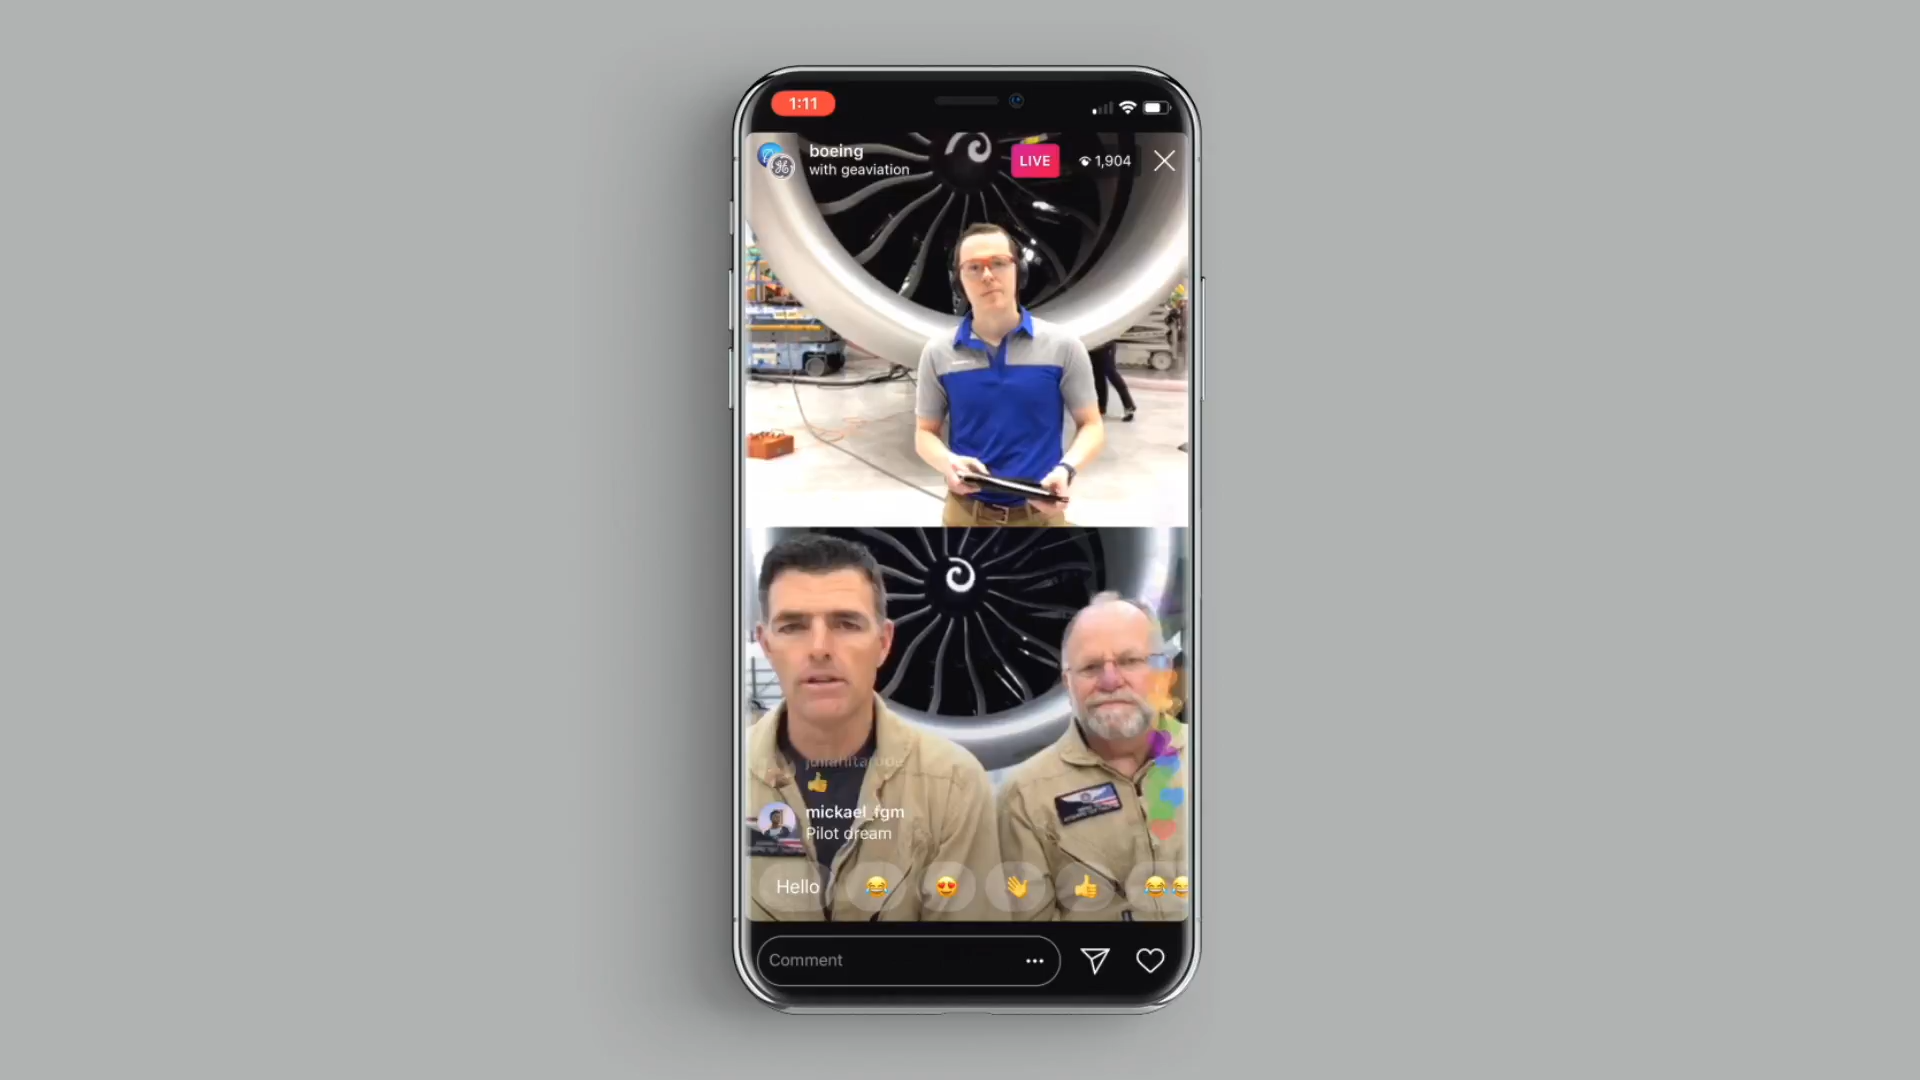 1:11
boeing
with geaviation
LIVE
1,904
mickael_fgm
Pilot dream
Hello
Comment